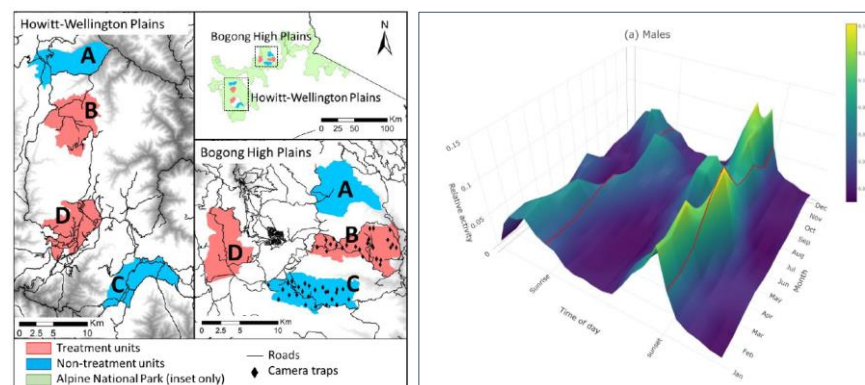 Howitt-Wellington Plains
A
B
D
C
Km
0 2.5 5 10
Bogong High Plains
N
Howitt-Wellington Plains
Km
0 25 50 100
Bogong High Plains
A
B
D
C
Km
0 2.5 5 10
Treatment units
Non-treatment units
Alpine National Park (inset only)
Roads
Camera traps
(a) Males
0.15
0.1
0.05
0
Relative activity
Sunrise
Time of day
sunset
Dec
Nov
Oct
Sep
Aug
Jul
Jun
May
Apr
Mar
Feb
Jan
Month